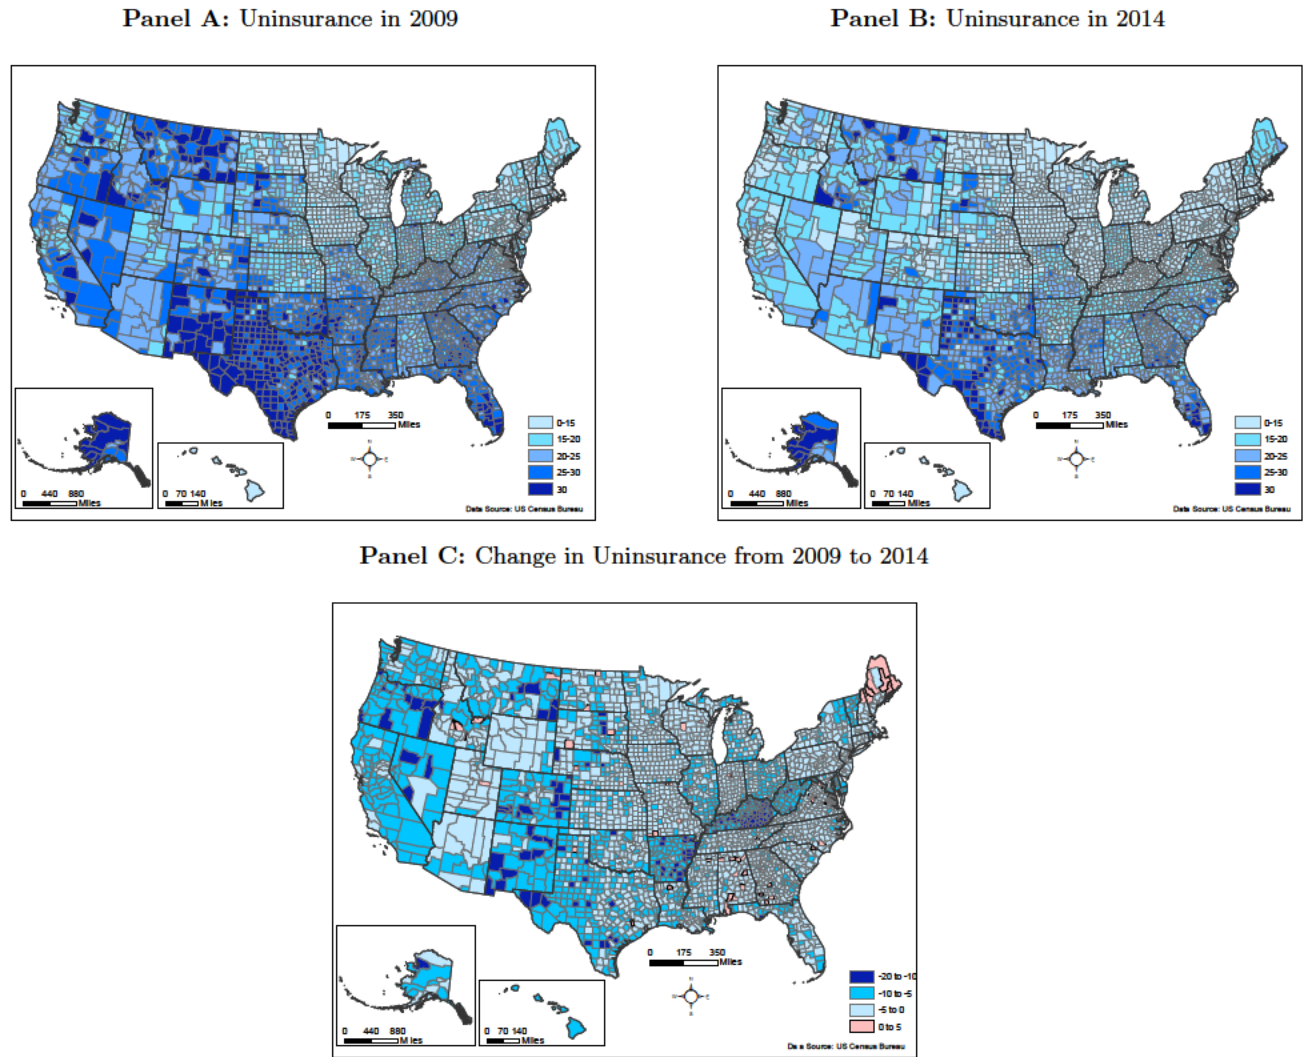 Panel A: Uninsurance in 2009
0 175 350
Miles
N
W E
S
0-15
15-20
20-25
25-30
30
0 440 880
Miles
0 70 140
Miles
Data Source: US Census Bureau
Panel B: Uninsurance in 2014
0 175 350
Miles
N
W E
S
0-15
15-20
20-25
25-30
30
0 440 880
Miles
0 70 140
Miles
Data Source: US Census Bureau
Panel C: Change in Uninsurance from 2009 to 2014
0 175 350
Miles
N
W E
S
-20 to -10
-10 to -5
-5 to 0
0 to 5
0 440 880
Miles
0 70 140
Miles
Data Source: US Census Bureau